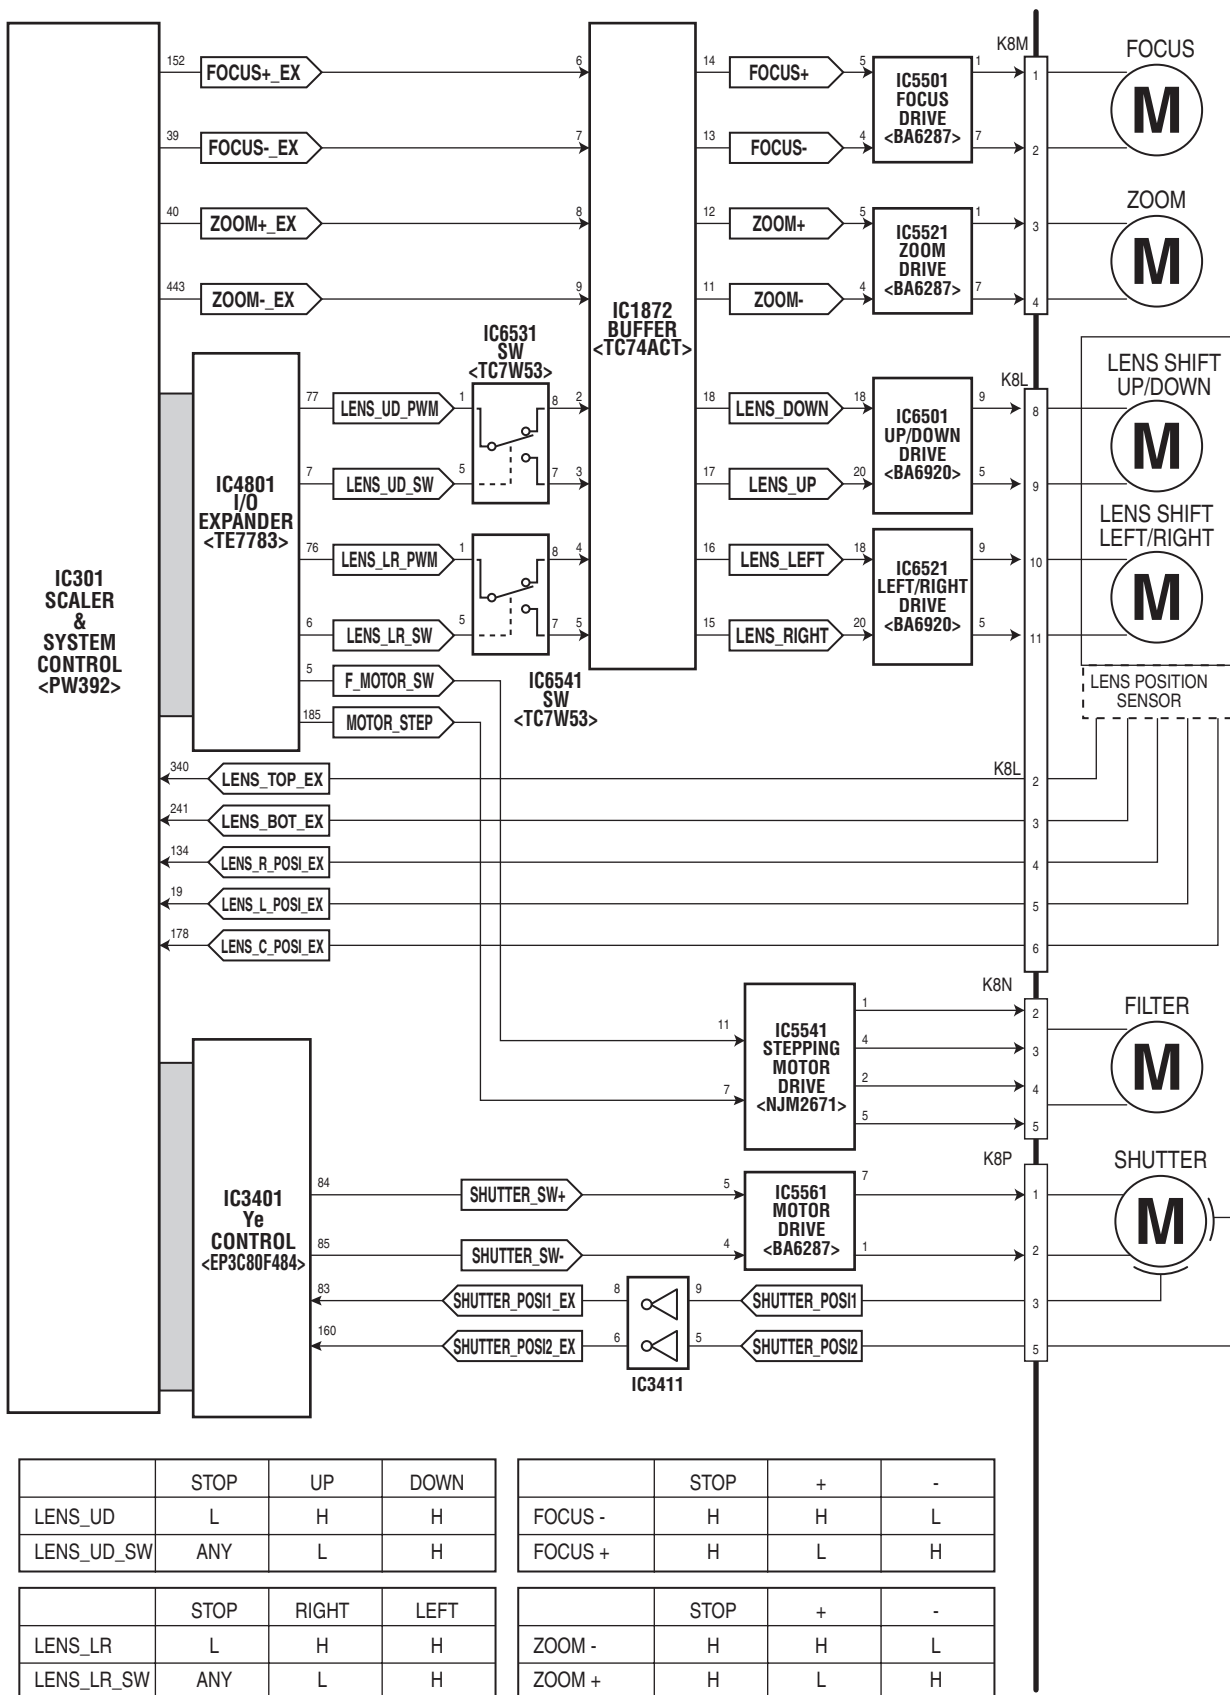 IC301
SCALER
&
SYSTEM
CONTROL
<PW392>
152
FOCUS+_EX
6
39
FOCUS-_EX
7
40
ZOOM+_EX
8
443
ZOOM-_EX
9
IC1872
BUFFER
<TC74ACT>
14
FOCUS+
5
13
FOCUS-
4
IC5501
FOCUS
DRIVE
<BA6287>
1
7
K8M
1
2
FOCUS
M
12
ZOOM+
5
11
ZOOM-
4
IC5521
ZOOM
DRIVE
<BA6287>
1
7
3
4
ZOOM
M
IC4801
I/O
EXPANDER
<TE7783>
77
LENS_UD_PWM
1
7
LENS_UD_SW
5
IC6531
SW
<TC7W53>
8
2
7
3
18
LENS_DOWN
18
17
LENS_UP
20
IC6501
UP/DOWN
DRIVE
<BA6920>
9
5
K8L
8
9
LENS SHIFT
UP/DOWN
M
76
LENS_LR_PWM
1
6
LENS_LR_SW
5
8
4
7
5
IC6541
SW
<TC7W53>
16
LENS_LEFT
18
15
LENS_RIGHT
20
IC6521
LEFT/RIGHT
DRIVE
<BA6920>
9
5
10
11
LENS SHIFT
LEFT/RIGHT
M
5
F_MOTOR_SW
185
MOTOR_STEP
LENS POSITION
SENSOR
340
LENS_TOP_EX
K8L
2
241
LENS_BOT_EX
3
134
LENS_R_POSI_EX
4
19
LENS_L_POSI_EX
5
178
LENS_C_POSI_EX
6
11
7
IC5541
STEPPING
MOTOR
DRIVE
<NJM2671>
1
4
2
5
K8N
2
3
4
5
FILTER
M
IC3401
Ye
CONTROL
<EP3C80F484>
84
SHUTTER_SW+
5
85
SHUTTER_SW-
4
IC5561
MOTOR
DRIVE
<BA6287>
7
1
K8P
1
2
SHUTTER
M
83
SHUTTER_POSI1_EX
8
9
SHUTTER_POSI1
3
160
SHUTTER_POSI2_EX
6
5
SHUTTER_POSI2
5
IC3411
STOP UP DOWN
LENS_UD L H H
LENS_UD_SW ANY L H
STOP + -
FOCUS - H H L
FOCUS + H L H
STOP RIGHT LEFT
LENS_LR L H H
LENS_LR_SW ANY L H
STOP + -
ZOOM - H H L
ZOOM + H L H